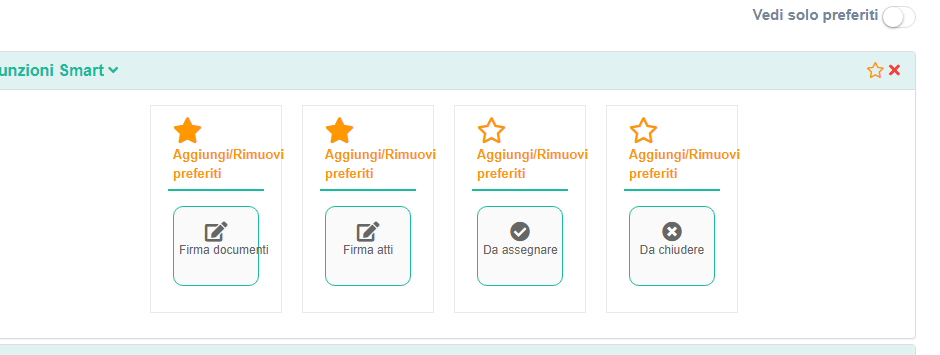 Vedi solo preferiti
unzioni Smart
Aggiungi/Rimuovi
preferiti
Aggiungi/Rimuovi
preferiti
Aggiungi/Rimuovi
preferiti
Aggiungi/Rimuovi
preferiti
Firma documenti
Firma atti
Da assegnare
Da chiudere